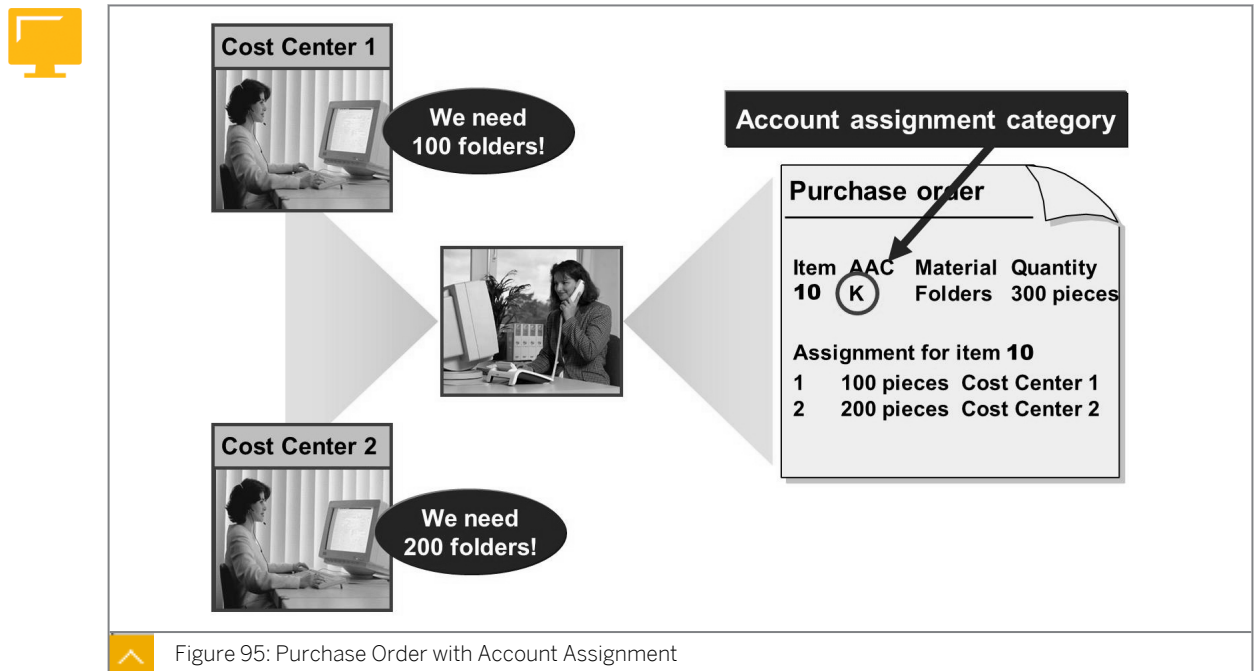 Cost Center 1
We need
100 folders!
Account assignment category
Purchase order
Item AAC Material Quantity
10 K Folders 300 pieces
Assignment for item 10
1 100 pieces Cost Center 1
2 200 pieces Cost Center 2
Cost Center 2
We need
200 folders!
Figure 95: Purchase Order with Account Assignment